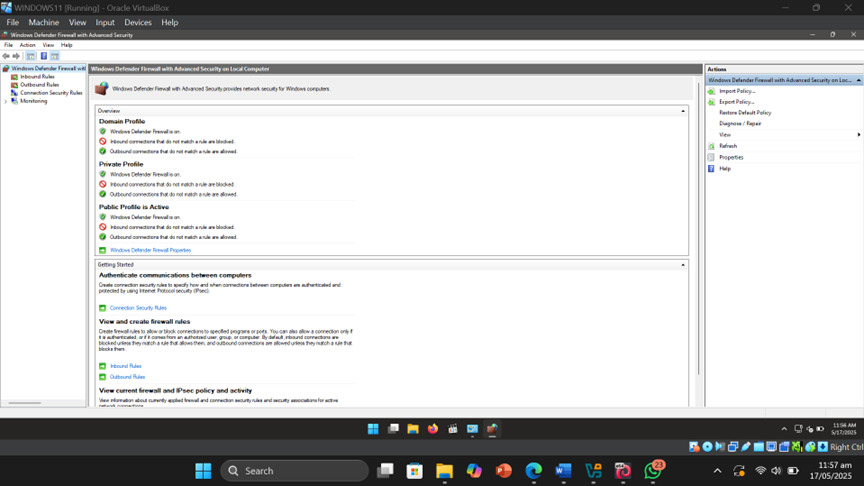 WINDOWS11 [Running] - Oracle VirtualBox
File Machine View Input Devices Help
Windows Defender Firewall with Advanced Security
File Action View Help
Windows Defender Firewall wit
Inbound Rules
Outbound Rules
Connection Security Rules
Monitoring
Windows Defender Firewall with Advanced Security on Local Computer
Windows Defender Firewall with Advanced Security provides network security for Windows computers.
Overview
Domain Profile
Windows Defender Firewall is on.
Inbound connections that do not match a rule are blocked.
Outbound connections that do not match a rule are allowed.
Private Profile
Windows Defender Firewall is on.
Inbound connections that do not match a rule are blocked.
Outbound connections that do not match a rule are allowed.
Public Profile is Active
Windows Defender Firewall is on.
Inbound connections that do not match a rule are blocked.
Outbound connections that do not match a rule are allowed.
Windows Defender Firewall Properties
Getting Started
Authenticate communications between computers
Create connection security rules to specify how and when connections between computers are authenticated and
protected by using Internet Protocol security (IPsec).
Connection Security Rules
View and create firewall rules
Create firewall rules to allow or block connections to specified programs or ports. You can also allow a connection only if
it is authenticated, or if it comes from an authorized user, group, or computer. By default, inbound connections are
blocked unless they match a rule that allows them, and outbound connections are allowed unless they match a rule that
blocks them.
Inbound Rules
Outbound Rules
View current firewall and IPsec policy and activity
View information about currently applied firewall and connection security rules and security associations for active
network connections.
Actions
Windows Defender Firewall with Advanced Security on Loc...
Import Policy...
Export Policy...
Restore Default Policy
Diagnose / Repair
View
Refresh
Properties
Help
11:56 AM
5/17/2025
Right Ctrl
Search
23
11:57 am
17/05/2025